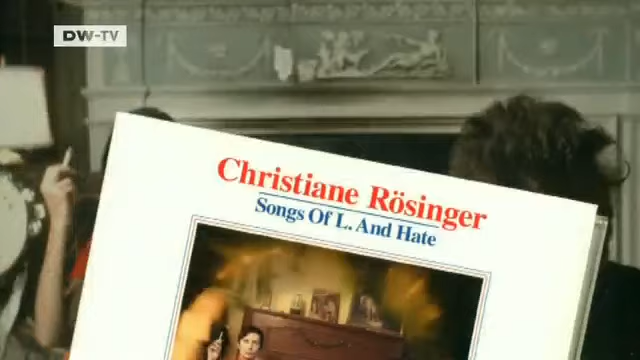 DW-TV
Christiane Rösinger
Songs Of L. And Hate